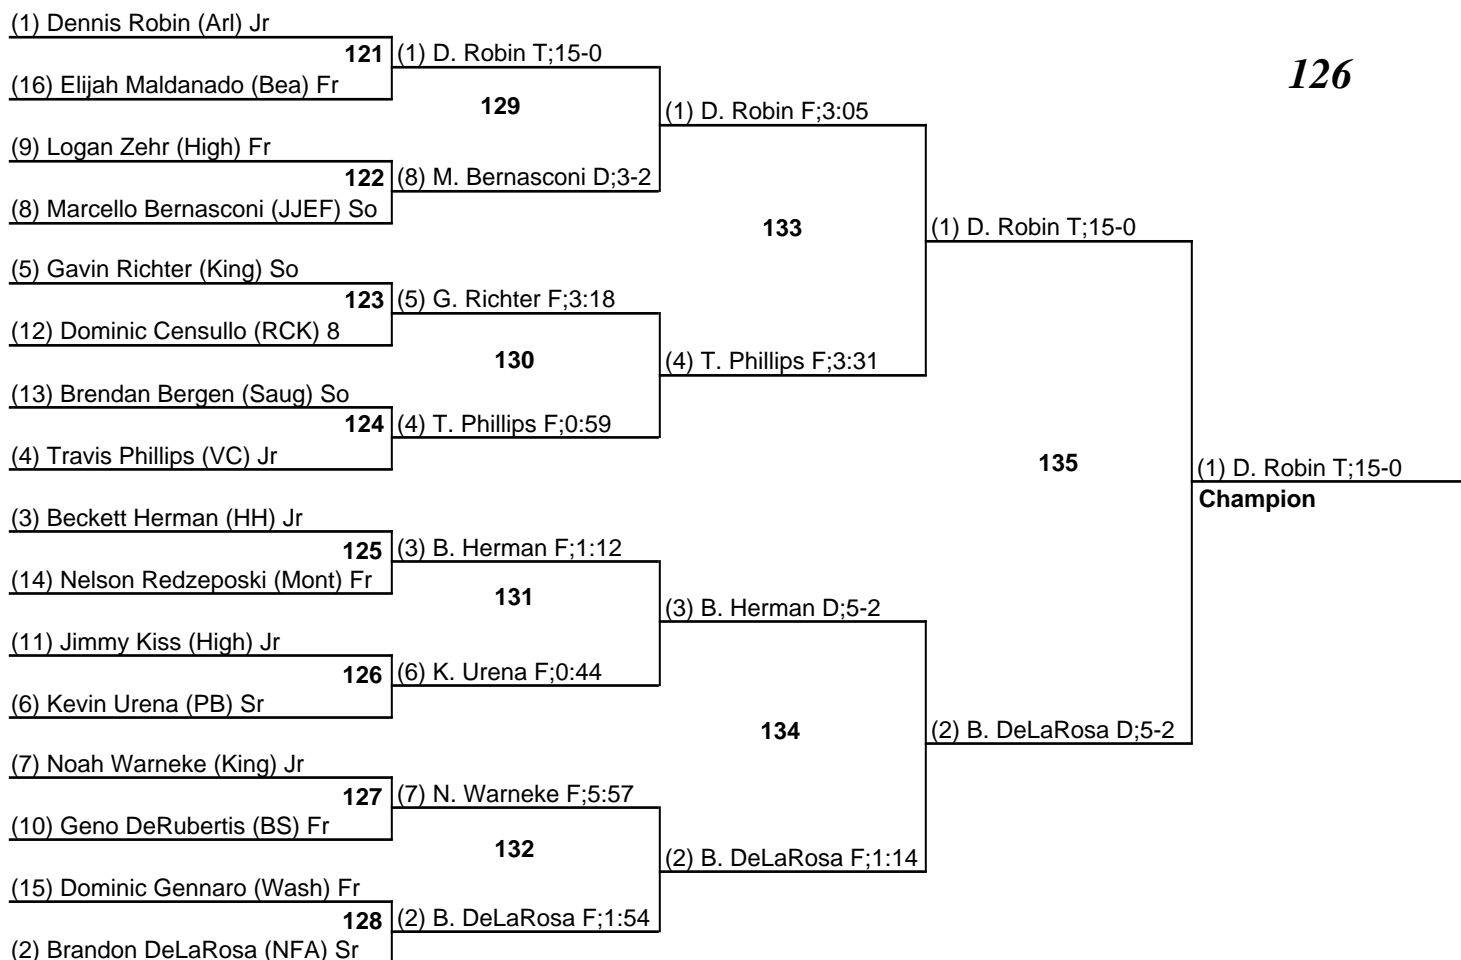 (1) Dennis Robin (Arl) Jr
121
(1) D. Robin T;15-0
126
(16) Elijah Maldanado (Bea) Fr
129
(1) D. Robin F;3:05
(9) Logan Zehr (High) Fr
122
(8) M. Bernasconi D;3-2
(8) Marcello Bernasconi (JJEF) So
133
(1) D. Robin T;15-0
(5) Gavin Richter (King) So
123
(5) G. Richter F;3:18
(12) Dominic Censullo (RCK) 8
130
(4) T. Phillips F;3:31
(13) Brendan Bergen (Saug) So
124
(4) T. Phillips F;0:59
(4) Travis Phillips (VC) Jr
135
(1) D. Robin T;15-0
Champion
(3) Beckett Herman (HH) Jr
125
(3) B. Herman F;1:12
(14) Nelson Redzeposki (Mont) Fr
131
(3) B. Herman D;5-2
(11) Jimmy Kiss (High) Jr
126
(6) K. Urena F;0:44
(6) Kevin Urena (PB) Sr
134
(2) B. DeLaRosa D;5-2
(7) Noah Warneke (King) Jr
127
(7) N. Warneke F;5:57
(10) Geno DeRubertis (BS) Fr
132
(2) B. DeLaRosa F;1:14
(15) Dominic Gennaro (Wash) Fr
128
(2) B. DeLaRosa F;1:54
(2) Brandon DeLaRosa (NFA) Sr